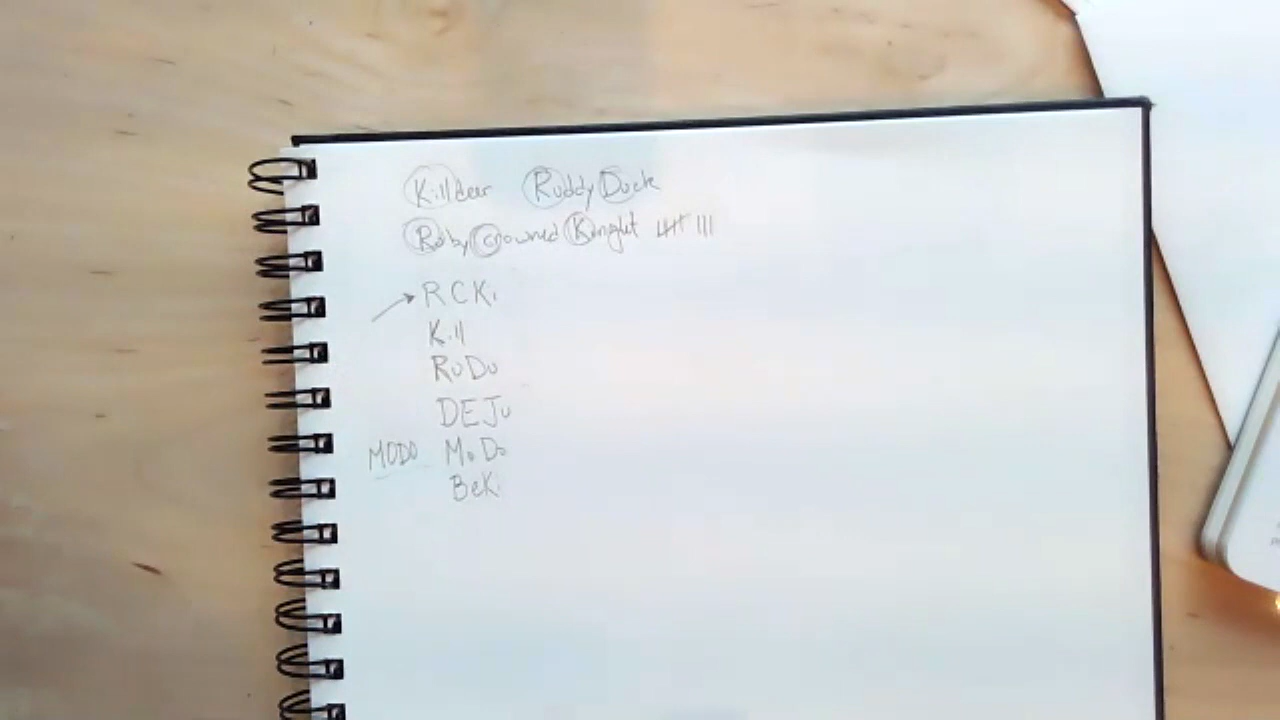 Killdeer Ruddy Duck
Ruby crowned Kinglet
RCKi
Kill
RuDu
DEJu
MODO MoDo
BeKi